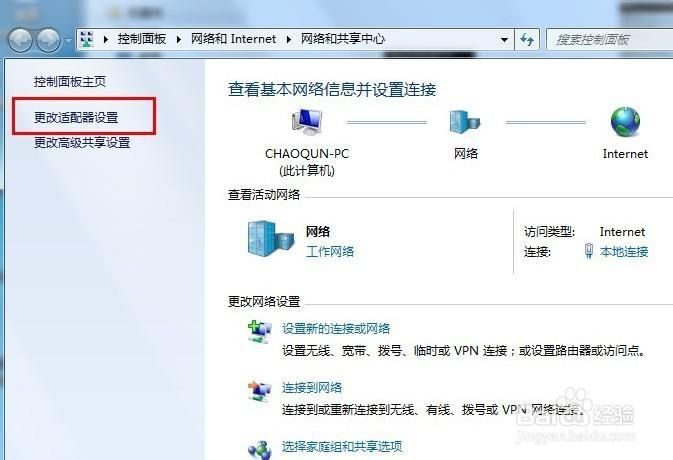 控制面板 ▸ 网络和 Internet ▸ 网络和共享中心
搜索控制面板
控制面板主页
更改适配器设置
更改高级共享设置
查看基本网络信息并设置连接
CHAOQUN-PC
(此计算机)
网络
Internet
查看活动网络
网络
工作网络
访问类型:
Internet
连接:
本地连接
更改网络设置
设置新的连接或网络
设置无线、宽带、拨号、临时或 VPN 连接；或设置路由器或访问点。
连接到网络
连接到或重新连接到无线、有线、拨号或 VPN 网络连接。
选择家庭组和共享选项
Baidu经验
jingyan.baidu.com